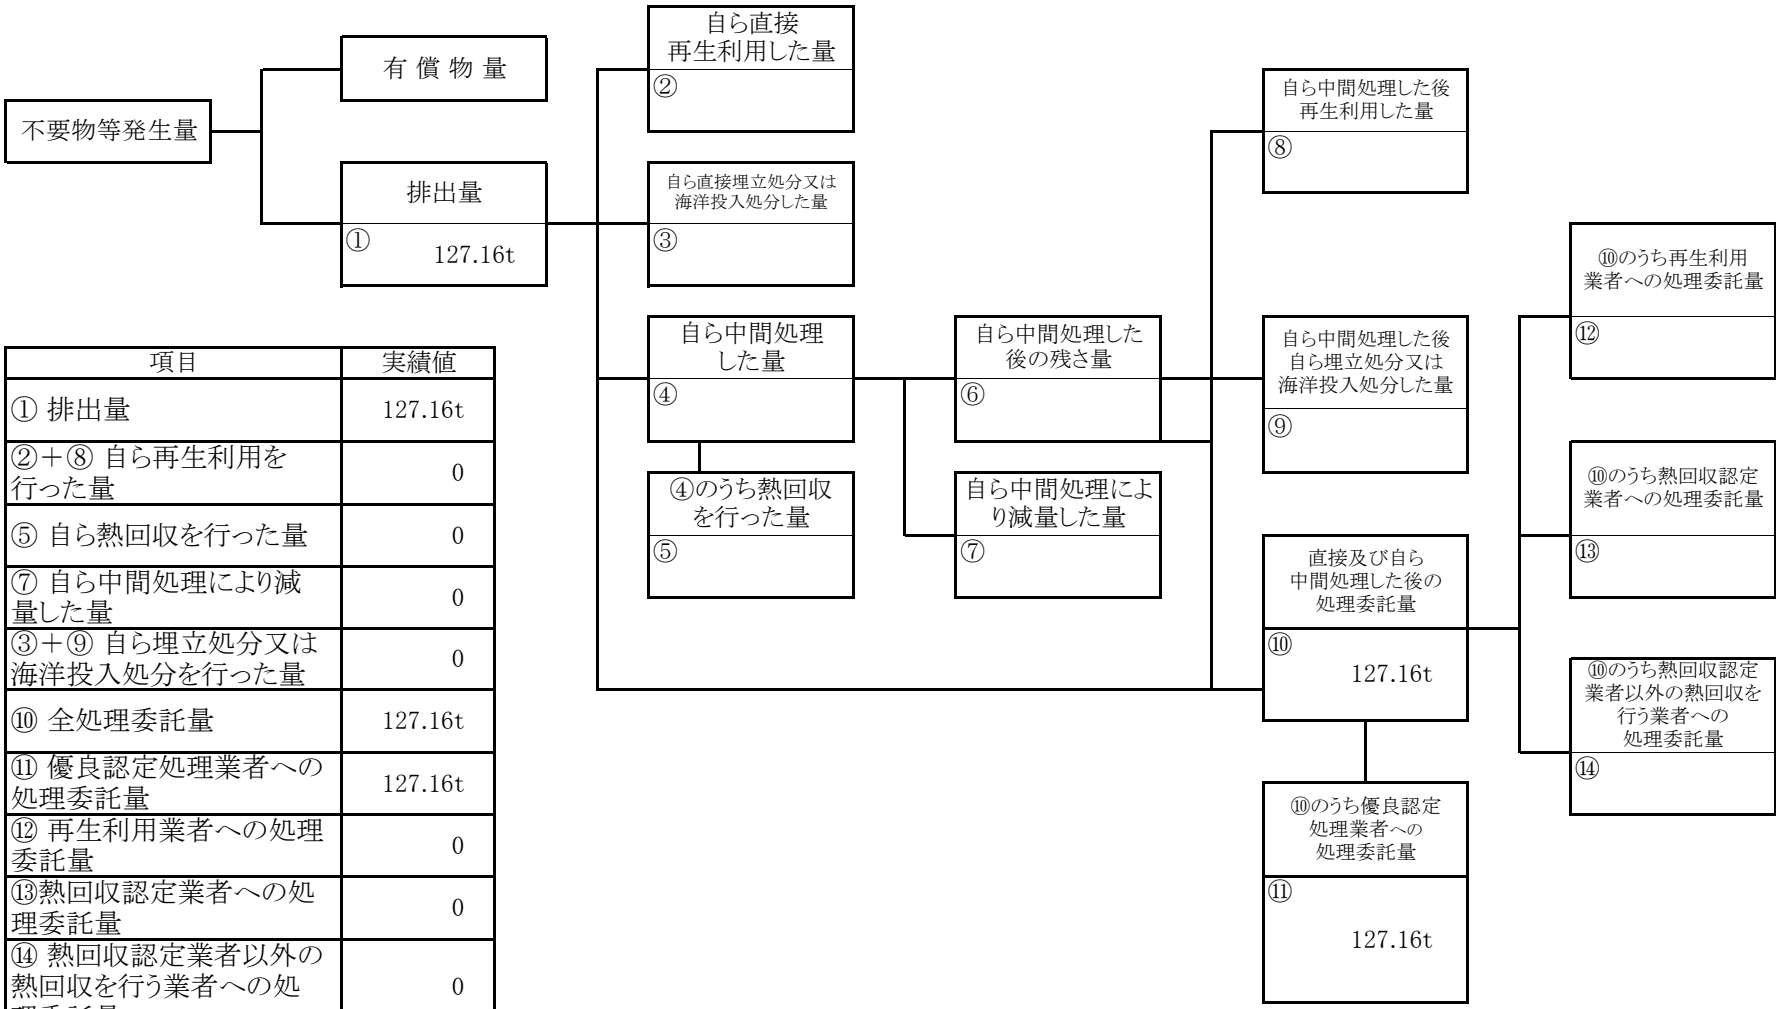 自ら直接
再生利用した量
②
有 償 物 量
自ら中間処理した後
再生利用した量
⑧
不要物等発生量
排出量
①
127.16t
自ら直接埋立処分又は
海洋投入処分した量
③
⑩のうち再生利用
業者への処理委託量
⑫
自ら中間処理
した量
④
自ら中間処理した
後の残さ量
⑥
自ら中間処理した後
自ら埋立処分又は
海洋投入処分した量
⑨
④のうち熱回収
を行った量
⑤
自ら中間処理によ
り減量した量
⑦
⑩のうち熱回収認定
業者への処理委託量
⑬
直接及び自ら
中間処理した後の
処理委託量
⑩
127.16t
⑩のうち熱回収認定
業者以外の熱回収を
行う業者への
処理委託量
⑭
⑩のうち優良認定
処理業者への
処理委託量
⑪
127.16t
項目 実績値
① 排出量 127.16t
②+⑧ 自ら再生利用を
行った量 0
⑤ 自ら熱回収を行った量 0
⑦ 自ら中間処理により減
量した量 0
③+⑨ 自ら埋立処分又は
海洋投入処分を行った量 0
⑩ 全処理委託量 127.16t
⑪ 優良認定処理業者への
処理委託量 127.16t
⑫ 再生利用業者への処理
委託量 0
⑬熱回収認定業者への処
理委託量 0
⑭ 熱回収認定業者以外の
熱回収を行う業者への処 0